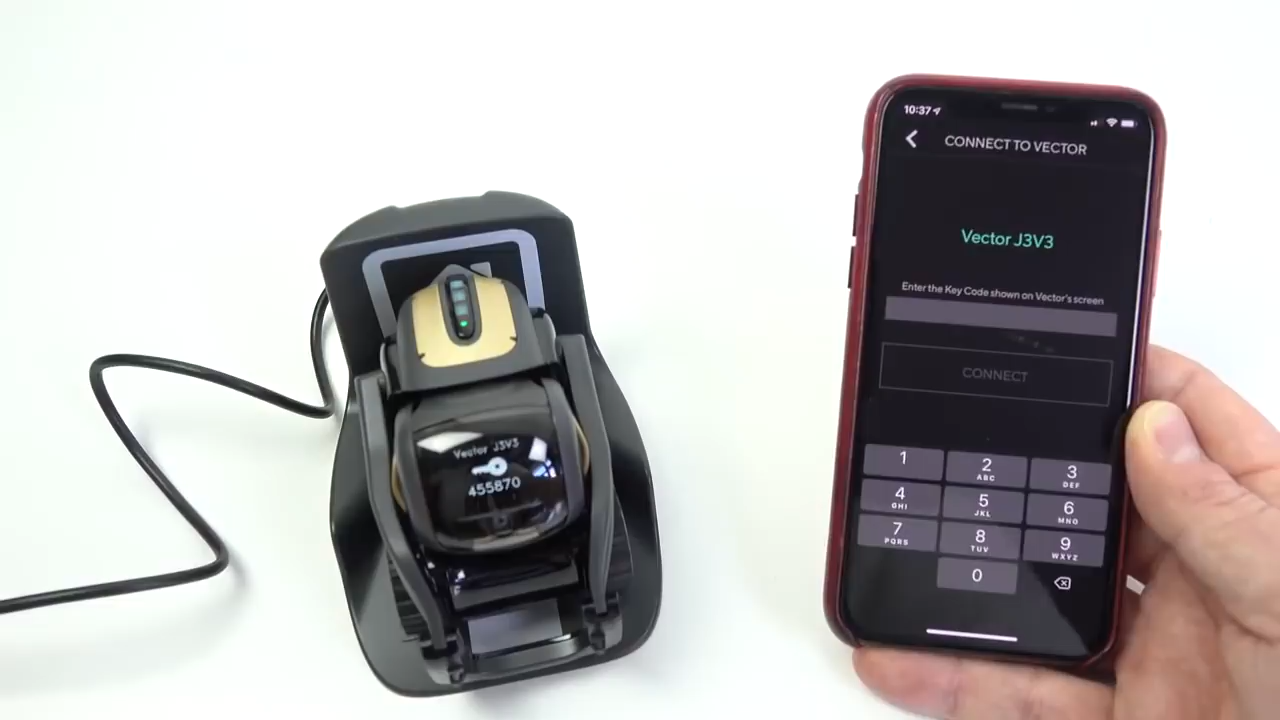 Vector J3V3
455870
10:37
CONNECT TO VECTOR
Vector J3V3
Enter the Key Code shown on Vector's screen
CONNECT
1
2
ABC
3
DEF
4
GHI
5
JKL
6
MNO
7
PQRS
8
TUV
9
WXYZ
0